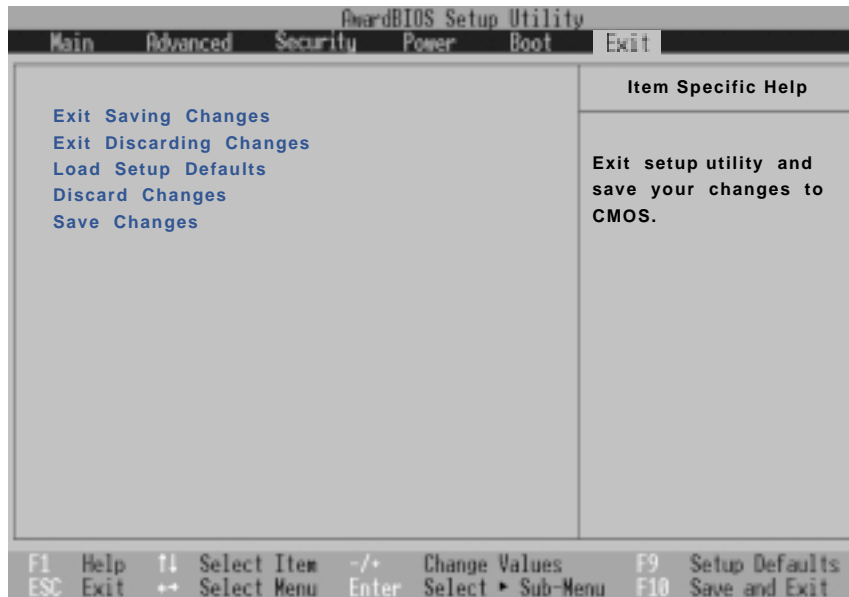 AwardBIOS Setup Utility
Main Advanced Security Power Boot Exit
Exit Saving Changes
Exit Discarding Changes
Load Setup Defaults
Discard Changes
Save Changes
Item Specific Help
Exit setup utility and
save your changes to
CMOS.
F1 Help ↑↓ Select Item -/+ Change Values F9 Setup Defaults
ESC Exit ←→ Select Menu Enter Select ► Sub-Menu F10 Save and Exit